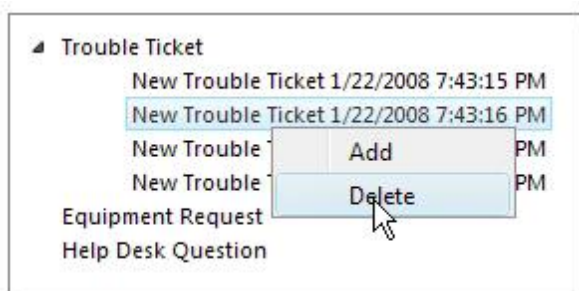 Trouble Ticket
New Trouble Ticket 1/22/2008 7:43:15 PM
New Trouble Ticket 1/22/2008 7:43:16 PM
New Trouble
Add
PM
New Trouble
Delete
PM
Equipment Request
Help Desk Question